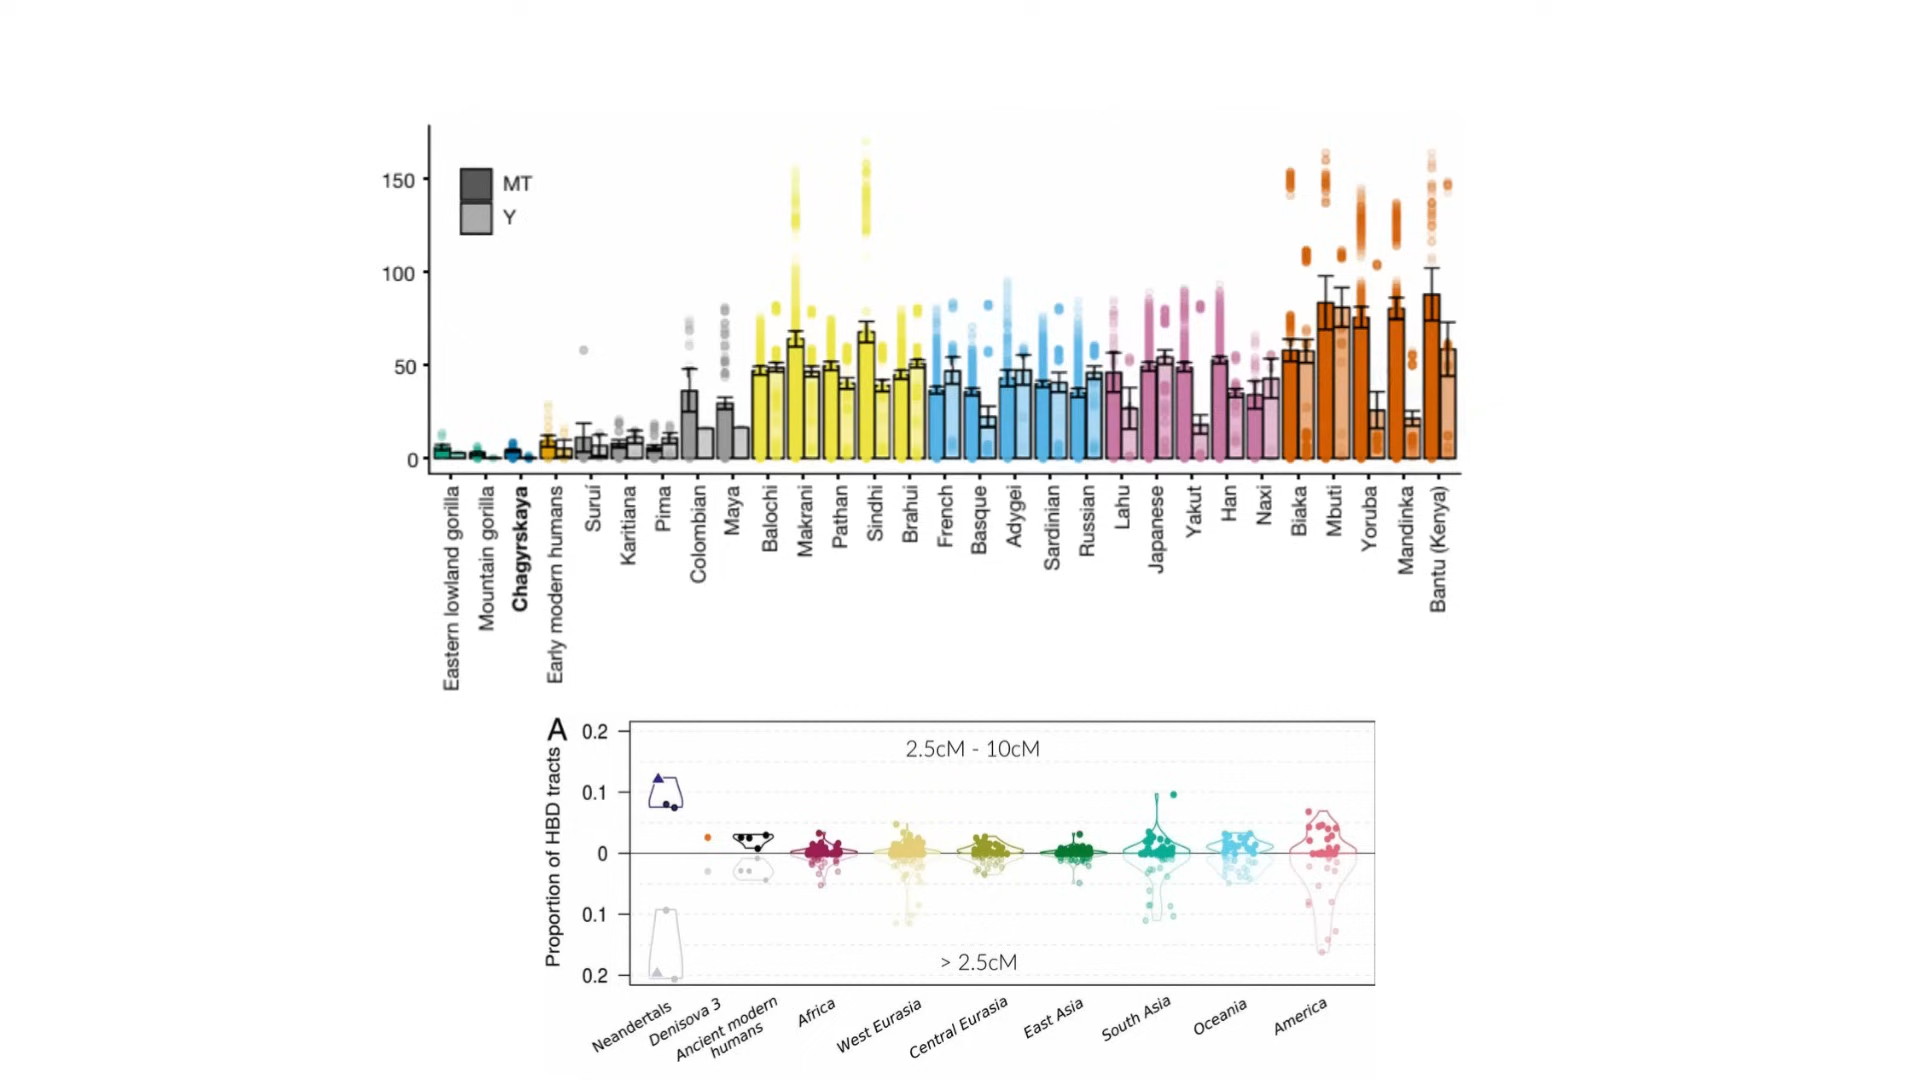 150
100
50
0
MT
Y
Eastern lowland gorilla
Mountain gorilla
Chagyrskaya
Early modern humans
Suruí
Karitiana
Pima
Colombian
Maya
Balochi
Makrani
Pathan
Sindhi
Brahui
French
Basque
Adygei
Sardinian
Russian
Lahu
Japanese
Yakut
Han
Naxi
Biaka
Mbuti
Yoruba
Mandinka
Bantu (Kenya)
A
Proportion of HBD tracts
0.2
0.1
0
0.1
0.2
2.5cM - 10cM
> 2.5cM
Neandertals
Denisova 3
Ancient modern
humans
Africa
West Eurasia
Central Eurasia
East Asia
South Asia
Oceania
America